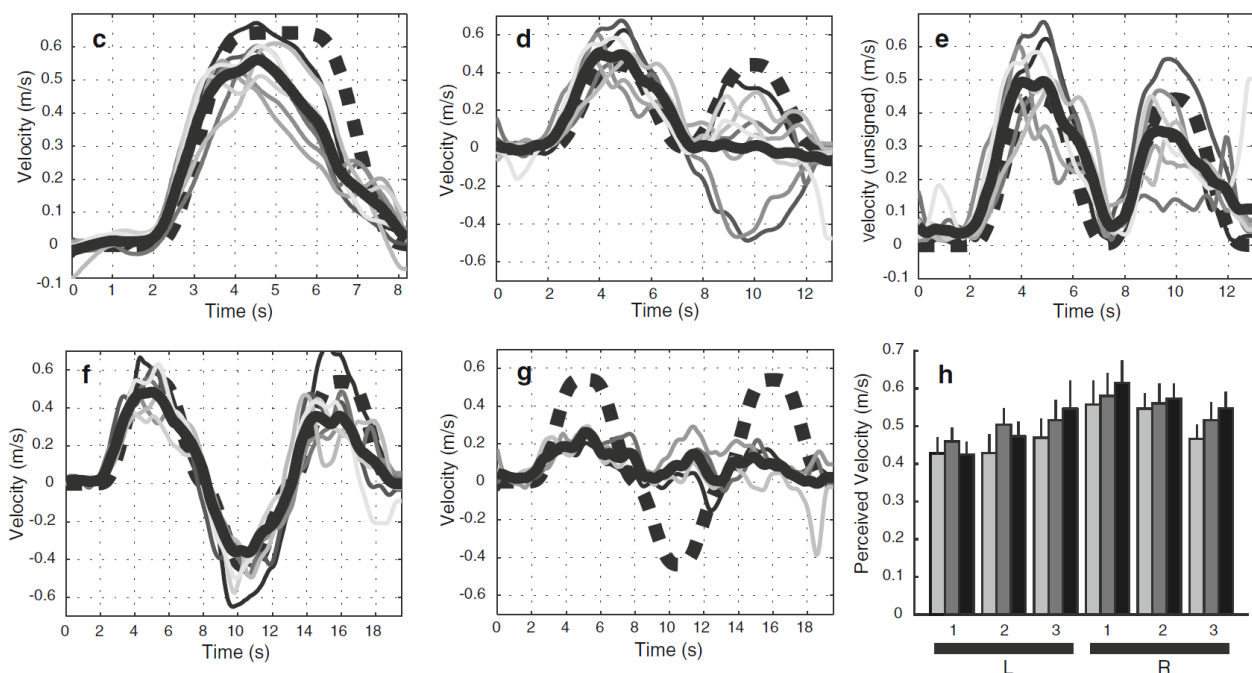 c
Velocity (m/s)
0.6
0.5
0.4
0.3
0.2
0.1
0
-0.1
0 1 2 3 4 5 6 7 8
Time (s)
d
Velocity (m/s)
0.6
0.4
0.2
0
-0.2
-0.4
-0.6
0 2 4 6 8 10 12
Time (s)
e
Velocity (unsigned) (m/s)
0.6
0.5
0.4
0.3
0.2
0.1
0
-0.1
0 2 4 6 8 10 12
Time (s)
f
Velocity (m/s)
0.6
0.4
0.2
0
-0.2
-0.4
-0.6
0 2 4 6 8 10 12 14 16 18
Time (s)
g
Velocity (m/s)
0.6
0.4
0.2
0
-0.2
-0.4
-0.6
0 2 4 6 8 10 12 14 16 18
Time (s)
h
Perceived Velocity (m/s)
0.7
0.6
0.5
0.4
0.3
0.2
0.1
0
1 2 3 1 2 3
L R